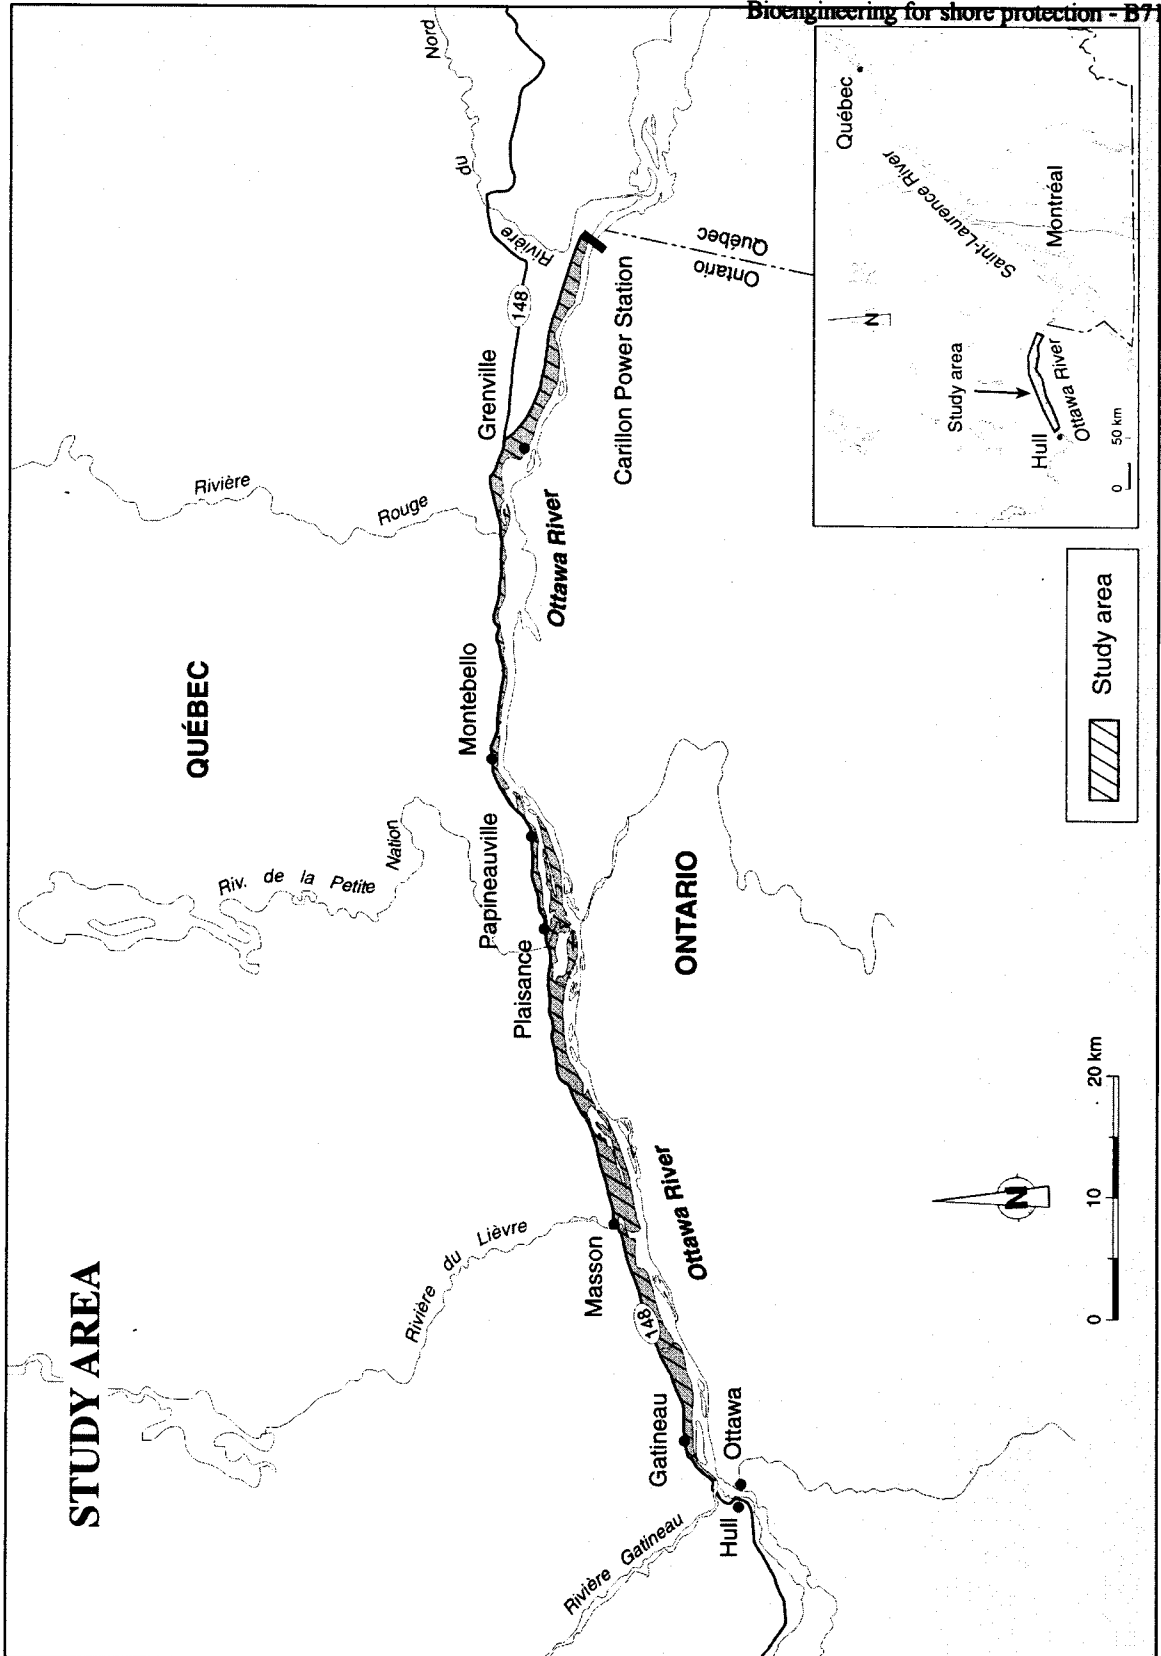 Bioengineering for shore protection - B71
STUDY AREA
QUÉBEC
Rivière du Lièvre
Riv. de la Petite Nation
Rivière Rouge
Rivière du Nord
Rivière Gatineau
Hull
Ottawa
Gatineau
148
Masson
Ottawa River
Plaisance
Papineauville
Montebello
Ottawa River
Grenville
148
Carillon Power Station
Ontario
Québec
ONTARIO
N
0 10 20 km
Study area
Québec
Saint-Laurence River
Montréal
N
Study area
Hull
Ottawa River
0 50 km